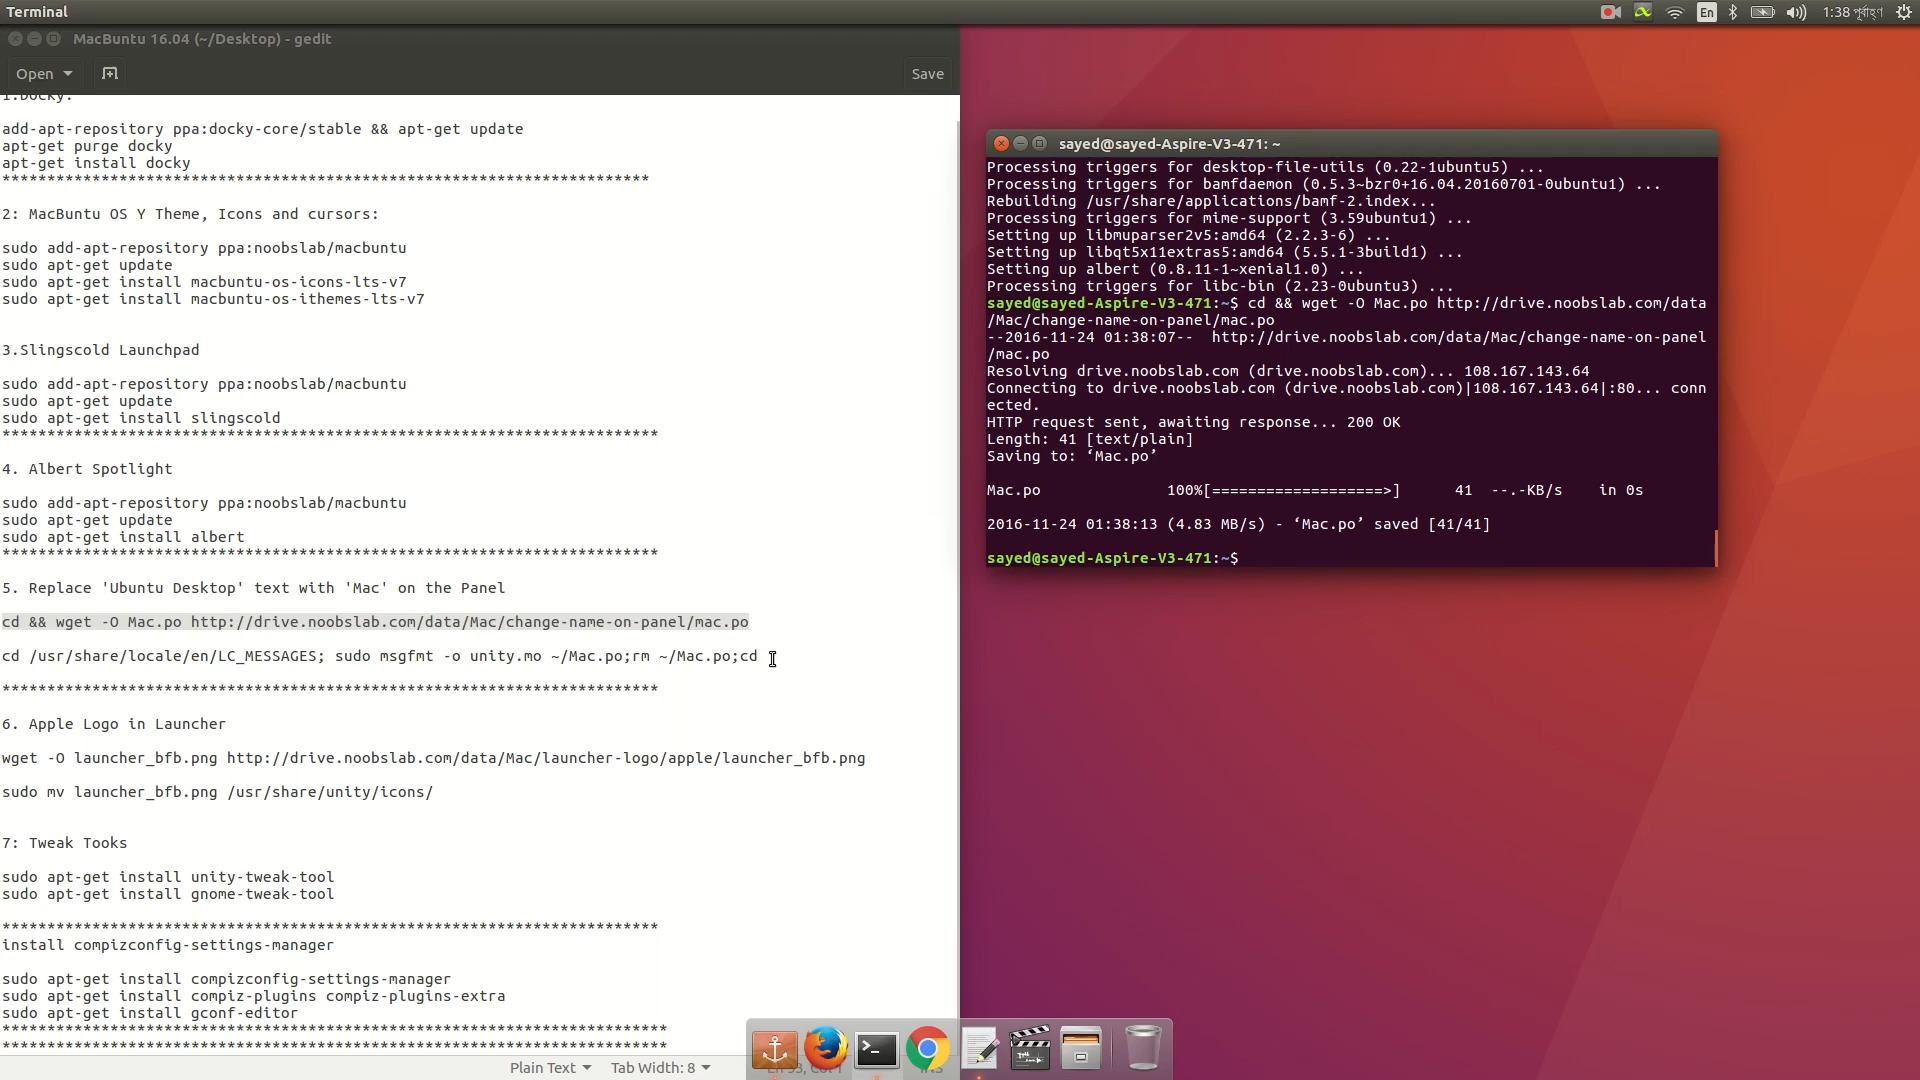 Terminal
En
1:38 পূর্বাহ্ণ
MacBuntu 16.04 (~/Desktop) - gedit
Open
Save
1.Docky:
add-apt-repository ppa:docky-core/stable && apt-get update
apt-get purge docky
apt-get install docky
************************************************************************
2: MacBuntu OS Y Theme, Icons and cursors:
sudo add-apt-repository ppa:noobslab/macbuntu
sudo apt-get update
sudo apt-get install macbuntu-os-icons-lts-v7
sudo apt-get install macbuntu-os-ithemes-lts-v7
3.Slingscold Launchpad
sudo add-apt-repository ppa:noobslab/macbuntu
sudo apt-get update
sudo apt-get install slingscold
*************************************************************************
4. Albert Spotlight
sudo add-apt-repository ppa:noobslab/macbuntu
sudo apt-get update
sudo apt-get install albert
*************************************************************************
5. Replace 'Ubuntu Desktop' text with 'Mac' on the Panel
cd && wget -O Mac.po http://drive.noobslab.com/data/Mac/change-name-on-panel/mac.po
cd /usr/share/locale/en/LC_MESSAGES; sudo msgfmt -o unity.mo ~/Mac.po;rm ~/Mac.po;cd
*************************************************************************
6. Apple Logo in Launcher
wget -O launcher_bfb.png http://drive.noobslab.com/data/Mac/launcher-logo/apple/launcher_bfb.png
sudo mv launcher_bfb.png /usr/share/unity/icons/
7: Tweak Tooks
sudo apt-get install unity-tweak-tool
sudo apt-get install gnome-tweak-tool
*************************************************************************
install compizconfig-settings-manager
sudo apt-get install compizconfig-settings-manager
sudo apt-get install compiz-plugins compiz-plugins-extra
sudo apt-get install gconf-editor
**************************************************************************
**************************************************************************
Plain Text
Tab Width: 8
sayed@sayed-Aspire-V3-471: ~
Processing triggers for desktop-file-utils (0.22-1ubuntu5) ...
Processing triggers for bamfdaemon (0.5.3~bzr0+16.04.20160701-0ubuntu1) ...
Rebuilding /usr/share/applications/bamf-2.index...
Processing triggers for mime-support (3.59ubuntu1) ...
Setting up libmuparser2v5:amd64 (2.2.3-6) ...
Setting up libqt5x11extras5:amd64 (5.5.1-3build1) ...
Setting up albert (0.8.11-1~xenial1.0) ...
Processing triggers for libc-bin (2.23-0ubuntu3) ...
sayed@sayed-Aspire-V3-471:~$ cd && wget -O Mac.po http://drive.noobslab.com/data
/Mac/change-name-on-panel/mac.po
--2016-11-24 01:38:07--  http://drive.noobslab.com/data/Mac/change-name-on-panel
/mac.po
Resolving drive.noobslab.com (drive.noobslab.com)... 108.167.143.64
Connecting to drive.noobslab.com (drive.noobslab.com)|108.167.143.64|:80... conn
ected.
HTTP request sent, awaiting response... 200 OK
Length: 41 [text/plain]
Saving to: ‘Mac.po’
Mac.po              100%[===================>]      41  --.-KB/s    in 0s
2016-11-24 01:38:13 (4.83 MB/s) - ‘Mac.po’ saved [41/41]
sayed@sayed-Aspire-V3-471:~$